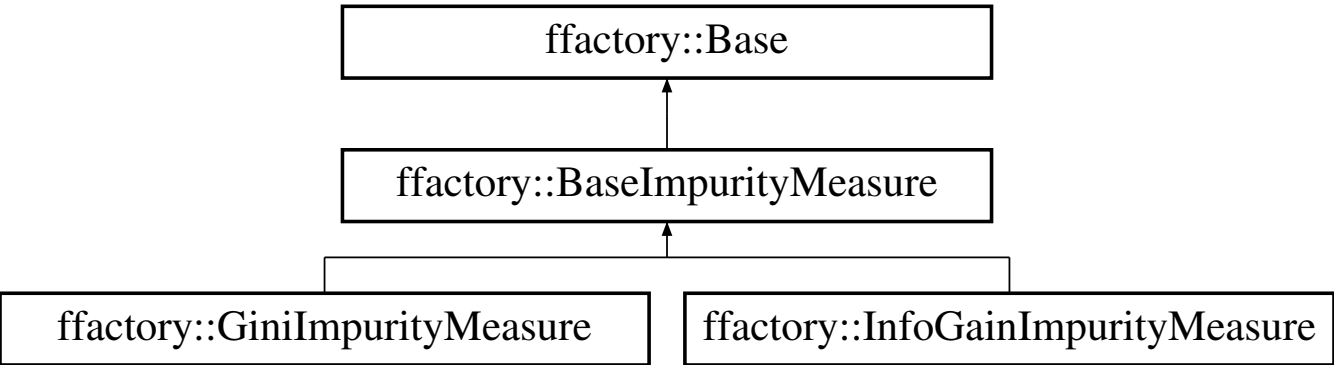 ffactory::Base
ffactory::BaseImpurityMeasure
ffactory::GiniImpurityMeasure
ffactory::InfoGainImpurityMeasure